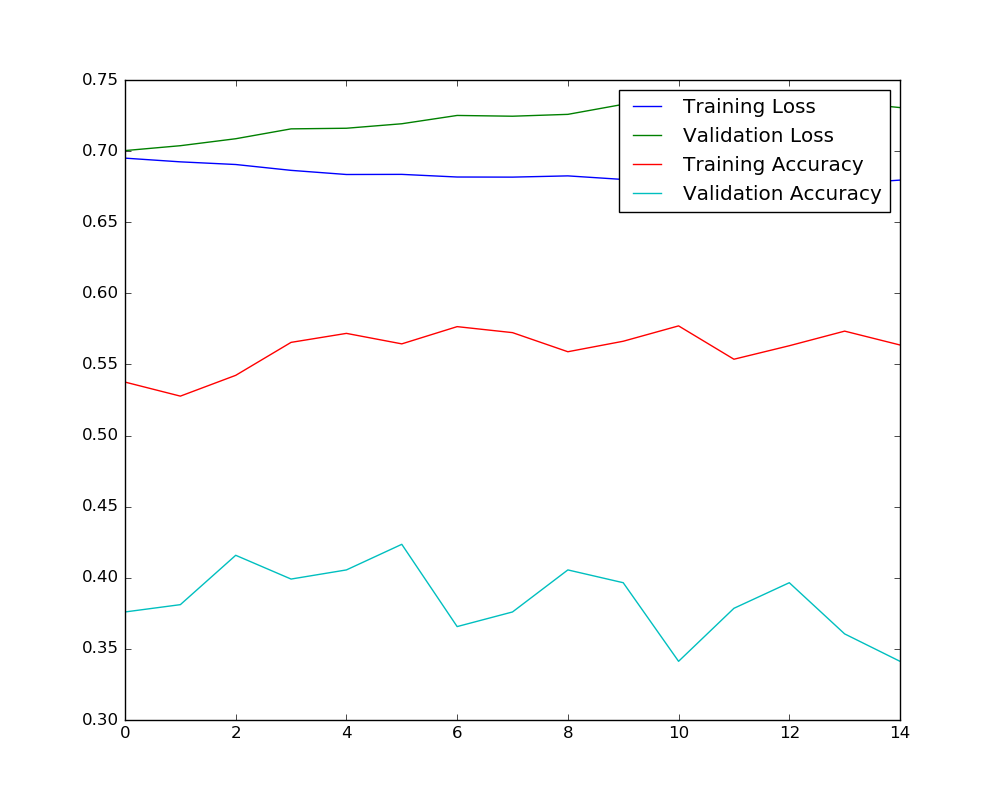 0.75
0.70
0.65
0.60
0.55
0.50
0.45
0.40
0.35
0.30
0 2 4 6 8 10 12 14
Training Loss
Validation Loss
Training Accuracy
Validation Accuracy